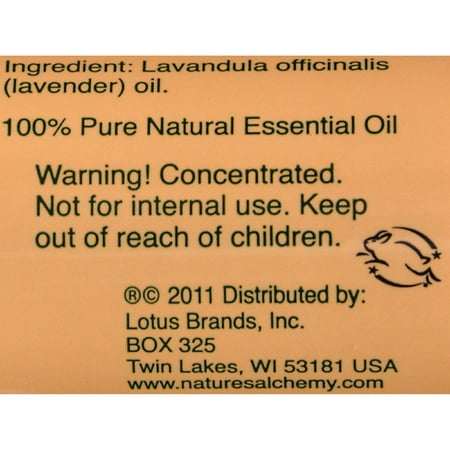 Ingredient: Lavandula officinalis
(lavender) oil.
100% Pure Natural Essential Oil
Warning! Concentrated.
Not for internal use. Keep
out of reach of children.
®© 2011 Distributed by:
Lotus Brands, Inc.
BOX 325
Twin Lakes, WI 53181 USA
www.naturesalchemy.com